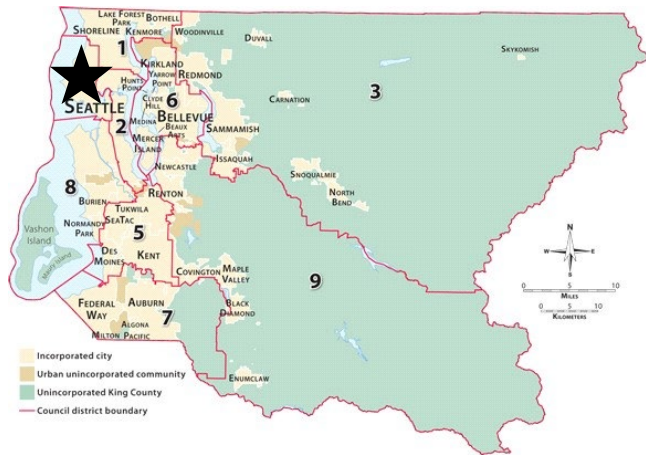 LAKE FOREST
PARK
BOTHELL
SHORELINE
KENMORE
WOODINVILLE
DUVALL
SKYKOMISH
1
KIRKLAND
YARROW
POINT
REDMOND
HUNTS
POINT
3
CLYDE
HILL
6
CARNATION
SEATTLE
2
MEDINA
BELLEVUE
BEAUX
ARTS
SAMMAMISH
MERCER
ISLAND
ISSAQUAH
NEWCASTLE
SNOQUALMIE
NORTH
BEND
8
RENTON
BURIEN
TUKWILA
Vashon
Island
NORMANDY
PARK
SEATAC
5
Maury Island
DES
MOINES
KENT
COVINGTON
MAPLE
VALLEY
9
N
W
E
S
5 0 5 10
MILES
5 0 5 10
KILOMETERS
FEDERAL
WAY
AUBURN
BLACK
DIAMOND
7
ALGONA
MILTON
PACIFIC
ENUMCLAW
Incorporated city
Urban unincorporated community
Unincorporated King County
Council district boundary